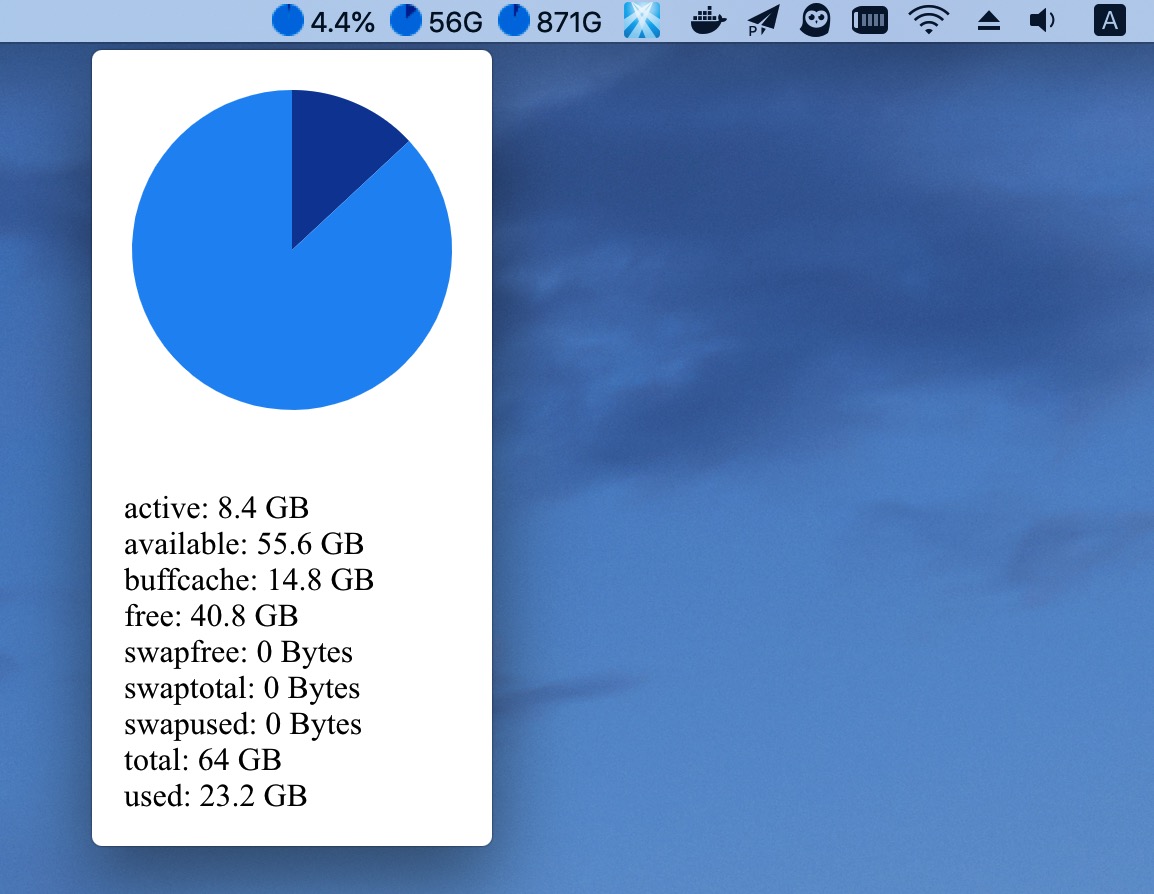 4.4% 56G 871G P A
active: 8.4 GB
available: 55.6 GB
buffcache: 14.8 GB
free: 40.8 GB
swapfree: 0 Bytes
swaptotal: 0 Bytes
swapused: 0 Bytes
total: 64 GB
used: 23.2 GB